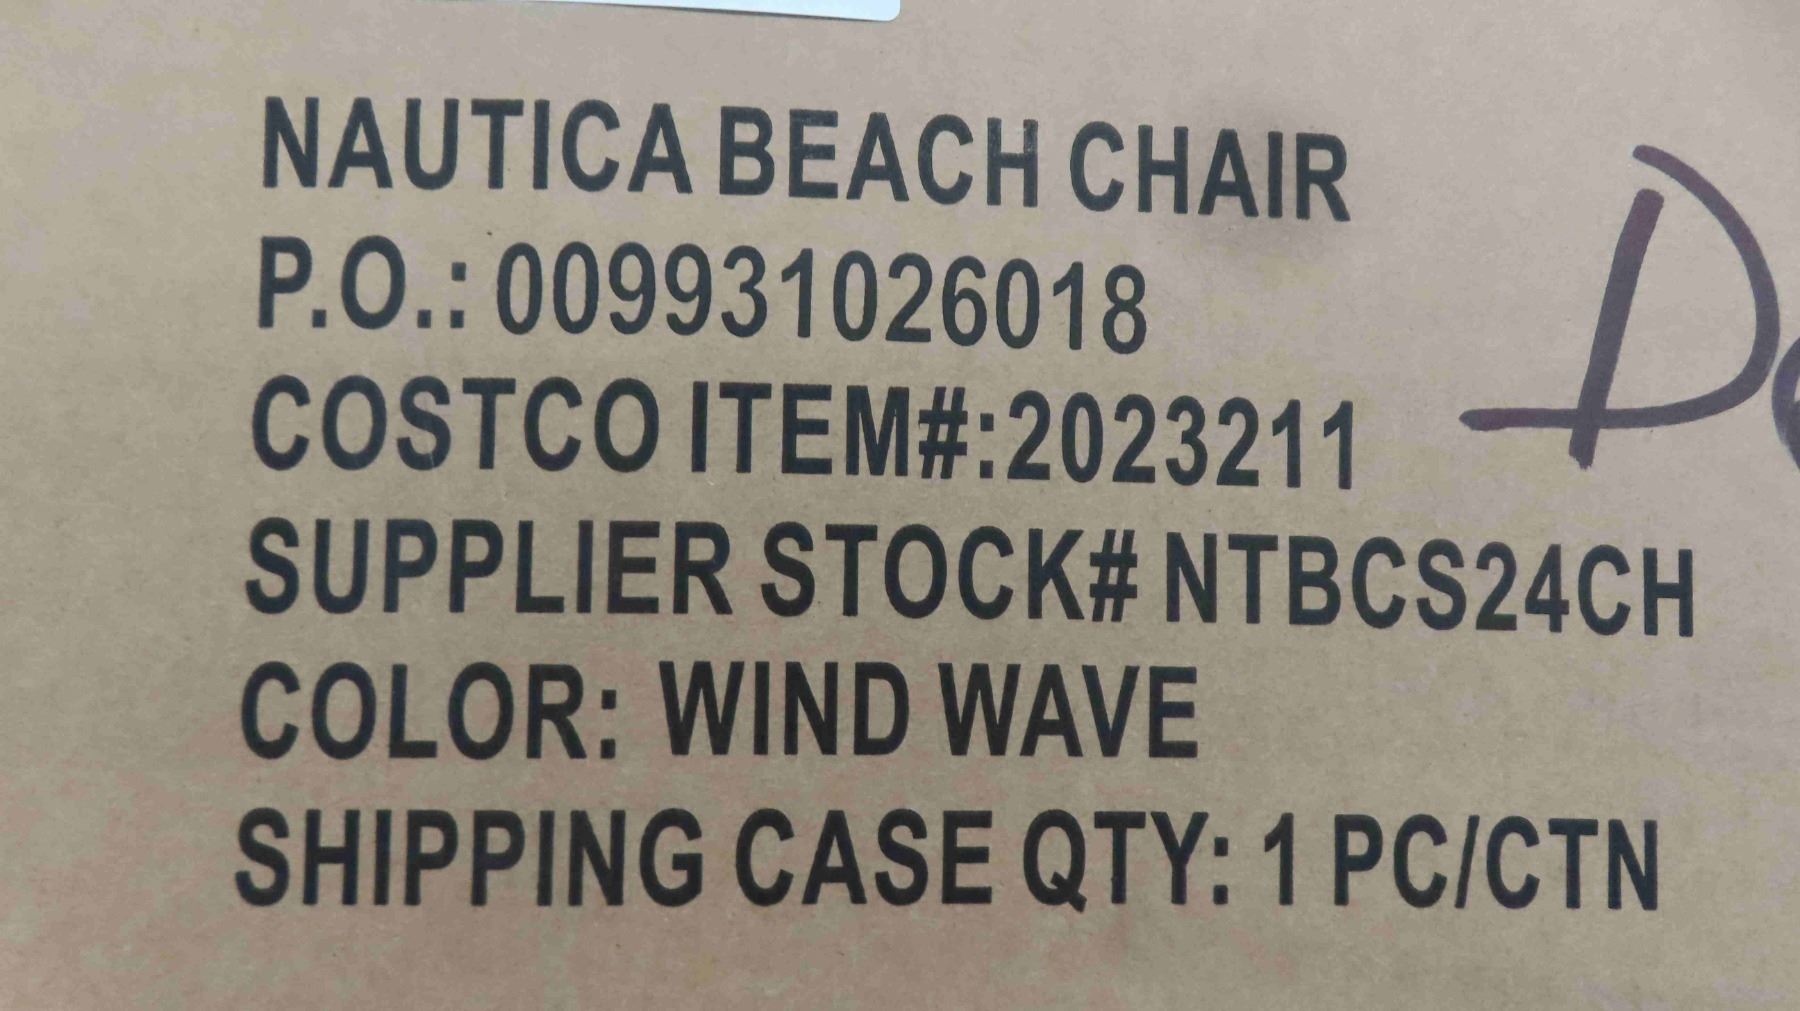 NAUTICA BEACH CHAIR
P.O.: 009931026018
COSTCO ITEM#:2023211
SUPPLIER STOCK# NTBCS24CH
COLOR: WIND WAVE
SHIPPING CASE QTY: 1 PC/CTN